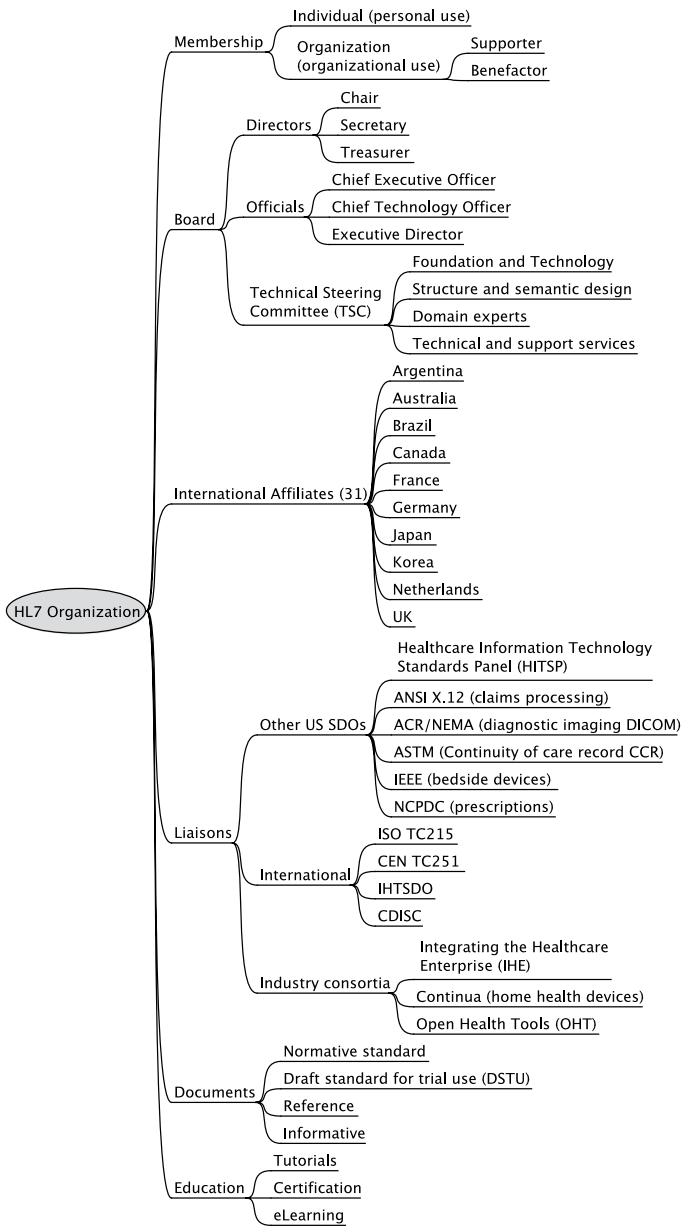 Individual (personal use)
Membership
Organization
(organizational use)
Supporter
Benefactor
Chair
Directors
Secretary
Treasurer
Chief Executive Officer
Board
Officials
Chief Technology Officer
Executive Director
Foundation and Technology
Technical Steering
Committee (TSC)
Structure and semantic design
Domain experts
Technical and support services
Argentina
Australia
Brazil
Canada
France
International Affiliates (31)
Germany
Japan
Korea
Netherlands
HL7 Organization
UK
Healthcare Information Technology
Standards Panel (HITSP)
ANSI X.12 (claims processing)
Other US SDOs
ACR/NEMA (diagnostic imaging DICOM)
ASTM (Continuity of care record CCR)
IEEE (bedside devices)
NCPDC (prescriptions)
Liaisons
ISO TC215
CEN TC251
International
IHTSDO
CDISC
Integrating the Healthcare
Enterprise (IHE)
Industry consortia
Continua (home health devices)
Open Health Tools (OHT)
Normative standard
Draft standard for trial use (DSTU)
Documents
Reference
Informative
Tutorials
Education
Certification
eLearning